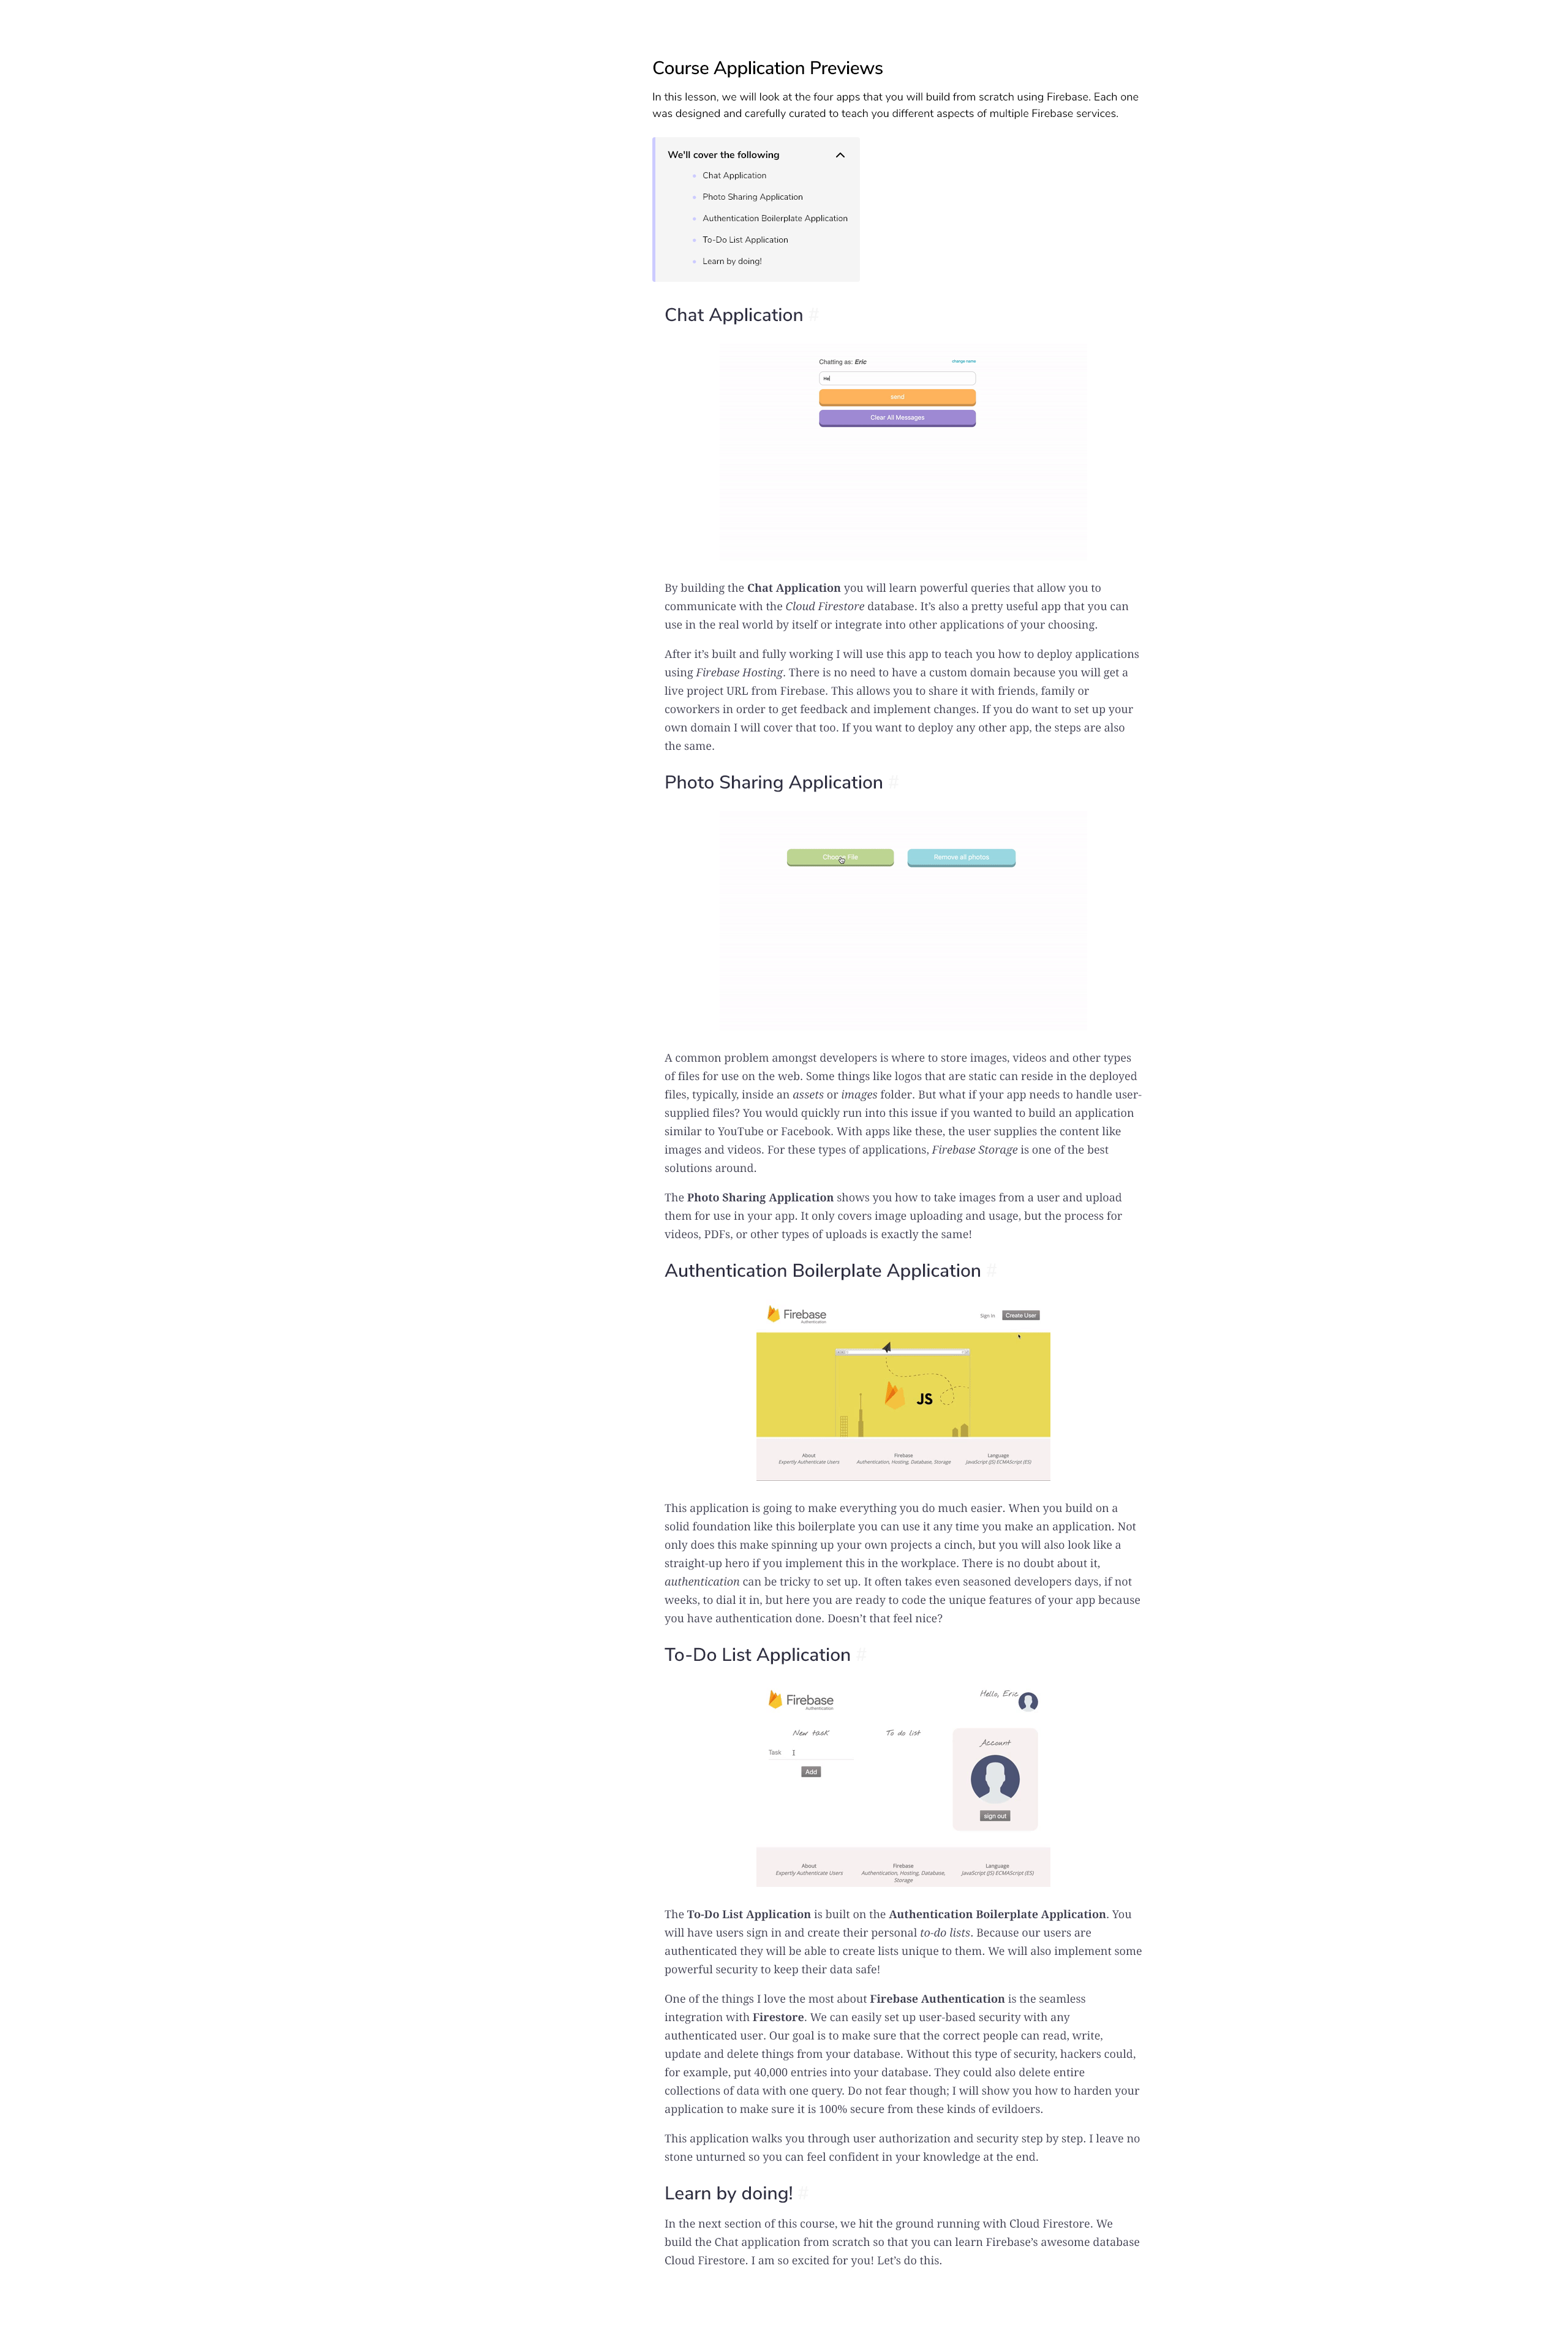 Course Application Previews
In this lesson, we will look at the four apps that you will build from scratch using Firebase. Each one
was designed and carefully curated to teach you different aspects of multiple Firebase services.
We'll cover the following
Chat Application
Photo Sharing Application
Authentication Boilerplate Application
To-Do List Application
Learn by doing!
Chat Application #
Chatting as: Eric
change name
send
Clear All Messages
By building the Chat Application you will learn powerful queries that allow you to
communicate with the Cloud Firestore database. It’s also a pretty useful app that you can
use in the real world by itself or integrate into other applications of your choosing.
After it’s built and fully working I will use this app to teach you how to deploy applications
using Firebase Hosting. There is no need to have a custom domain because you will get a
live project URL from Firebase. This allows you to share it with friends, family or
coworkers in order to get feedback and implement changes. If you do want to set up your
own domain I will cover that too. If you want to deploy any other app, the steps are also
the same.
Photo Sharing Application #
Choose File
Remove all photos
A common problem amongst developers is where to store images, videos and other types
of files for use on the web. Some things like logos that are static can reside in the deployed
files, typically, inside an assets or images folder. But what if your app needs to handle user-
supplied files? You would quickly run into this issue if you wanted to build an application
similar to YouTube or Facebook. With apps like these, the user supplies the content like
images and videos. For these types of applications, Firebase Storage is one of the best
solutions around.
The Photo Sharing Application shows you how to take images from a user and upload
them for use in your app. It only covers image uploading and usage, but the process for
videos, PDFs, or other types of uploads is exactly the same!
Authentication Boilerplate Application #
Firebase
Authentication
Sign In
Create User
JS
About
Expertly Authenticate Users
Firebase
Authentication, Hosting, Database, Storage
Language
JavaScript (JS) ECMAScript (ES)
This application is going to make everything you do much easier. When you build on a
solid foundation like this boilerplate you can use it any time you make an application. Not
only does this make spinning up your own projects a cinch, but you will also look like a
straight-up hero if you implement this in the workplace. There is no doubt about it,
authentication can be tricky to set up. It often takes even seasoned developers days, if not
weeks, to dial it in, but here you are ready to code the unique features of your app because
you have authentication done. Doesn’t that feel nice?
To-Do List Application #
Firebase
Authentication
Hello, Eric
New task
To do list
Account
Task
Add
sign out
About
Expertly Authenticate Users
Firebase
Authentication, Hosting, Database,
Storage
Language
JavaScript (JS) ECMAScript (ES)
The To-Do List Application is built on the Authentication Boilerplate Application. You
will have users sign in and create their personal to-do lists. Because our users are
authenticated they will be able to create lists unique to them. We will also implement some
powerful security to keep their data safe!
One of the things I love the most about Firebase Authentication is the seamless
integration with Firestore. We can easily set up user-based security with any
authenticated user. Our goal is to make sure that the correct people can read, write,
update and delete things from your database. Without this type of security, hackers could,
for example, put 40,000 entries into your database. They could also delete entire
collections of data with one query. Do not fear though; I will show you how to harden your
application to make sure it is 100% secure from these kinds of evildoers.
This application walks you through user authorization and security step by step. I leave no
stone unturned so you can feel confident in your knowledge at the end.
Learn by doing! #
In the next section of this course, we hit the ground running with Cloud Firestore. We
build the Chat application from scratch so that you can learn Firebase’s awesome database
Cloud Firestore. I am so excited for you! Let’s do this.